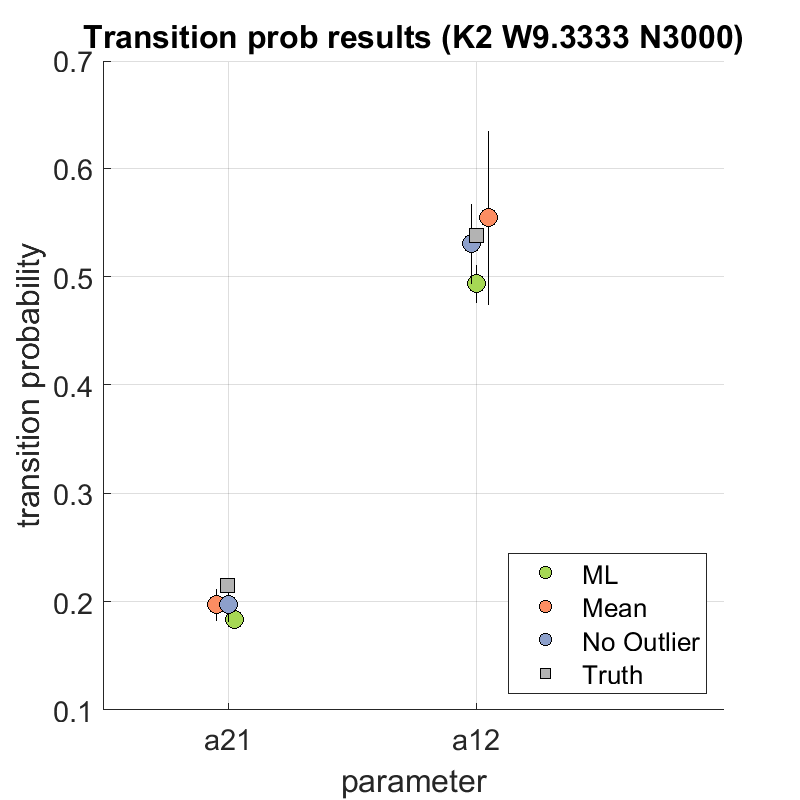 Transition prob results (K2 W9.3333 N3000)
0.7
0.6
0.5
0.4
0.3
0.2
0.1
transition probability
a21
a12
parameter
ML
Mean
No Outlier
Truth